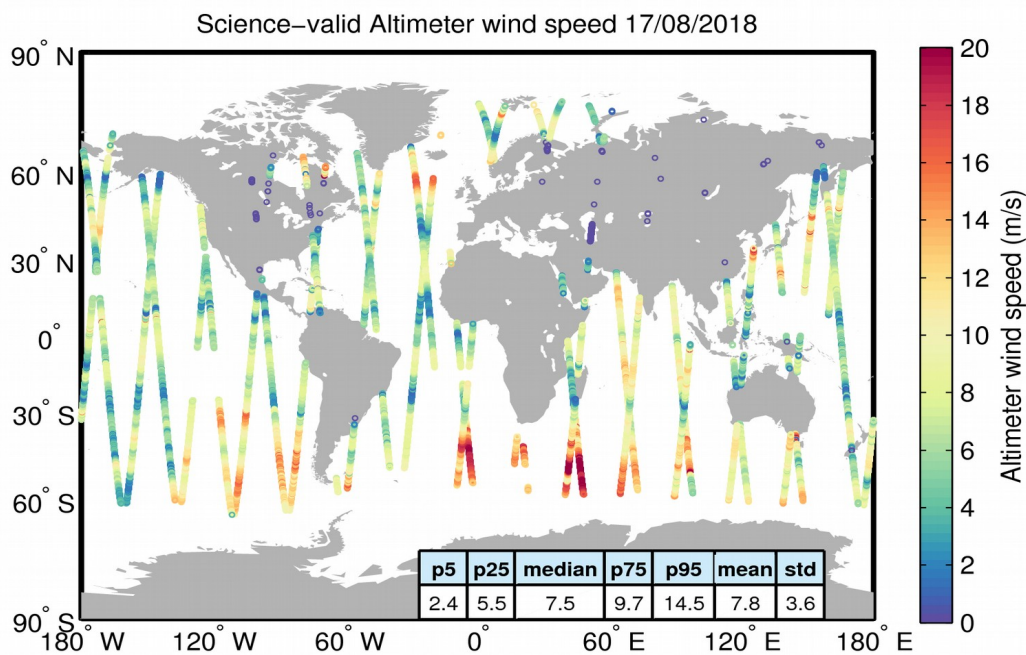 Science−valid Altimeter wind speed 17/08/2018
90° N
60° N
30° N
0°
30° S
60° S
90° S
180° W
120° W
60° W
0°
60° E
120° E
180° E
p5 p25 median p75 p95 mean std
2.4 5.5 7.5 9.7 14.5 7.8 3.6
20
18
16
14
12
10
8
6
4
2
0
Altimeter wind speed (m/s)